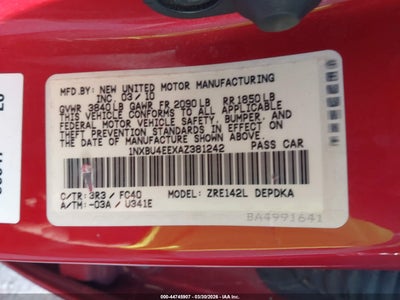 MFD.BY: NEW UNITED MOTOR MANUFACTURING
INC. 03/10
GVWR 3840LB GAWR FR 2090LB RR 1850LB
THIS VEHICLE CONFORMS TO ALL APPLICABLE
FEDERAL MOTOR VEHICLE SAFETY, BUMPER, AND
THEFT PREVENTION STANDARDS IN EFFECT ON
THE DATE OF MANUFACTURE SHOWN ABOVE.
1NXBU4EEXAZ381242 PASS CAR
C/TR: 3R3 / FC40 MODEL: ZRE142L DEPDKA
A/TM: -03A / U341E
BA4991641
000-44745907 - 03/30/2026 - IAAI.COM